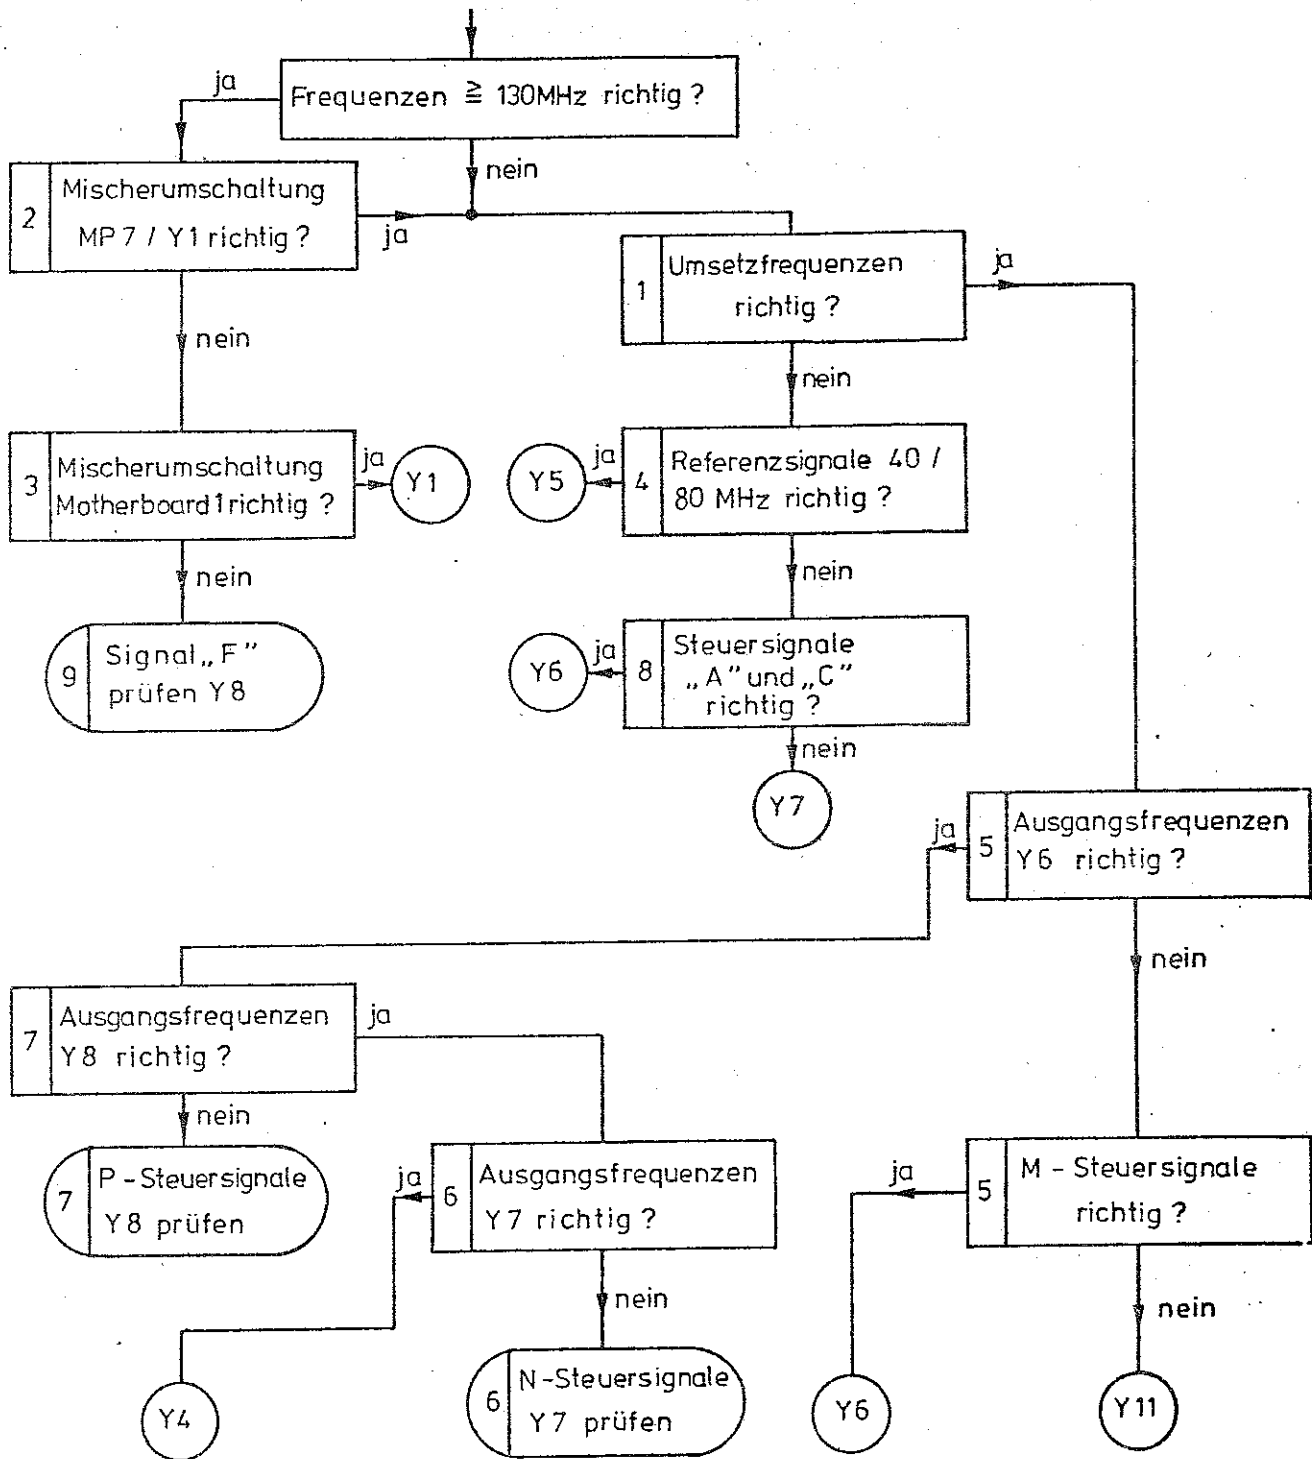 Frequenzen ≧ 130MHz richtig ?
ja
nein
2
Mischerumschaltung
MP 7 / Y1 richtig ?
ja
nein
1
Umsetzfrequenzen
richtig ?
ja
nein
3
Mischerumschaltung
Motherboard 1 richtig ?
ja
Y1
nein
4
Referenzsignale 40 /
80 MHz richtig ?
ja
Y5
nein
9
Signal „F”
prüfen Y8
8
Steuersignale
„A” und „C”
richtig ?
ja
Y6
nein
Y7
5
Ausgangsfrequenzen
Y6 richtig ?
ja
nein
7
Ausgangsfrequenzen
Y8 richtig ?
ja
nein
7
P - Steuersignale
Y8 prüfen
6
Ausgangsfrequenzen
Y7 richtig ?
ja
nein
Y4
6
N - Steuersignale
Y7 prüfen
5
M - Steuersignale
richtig ?
ja
Y6
nein
Y11